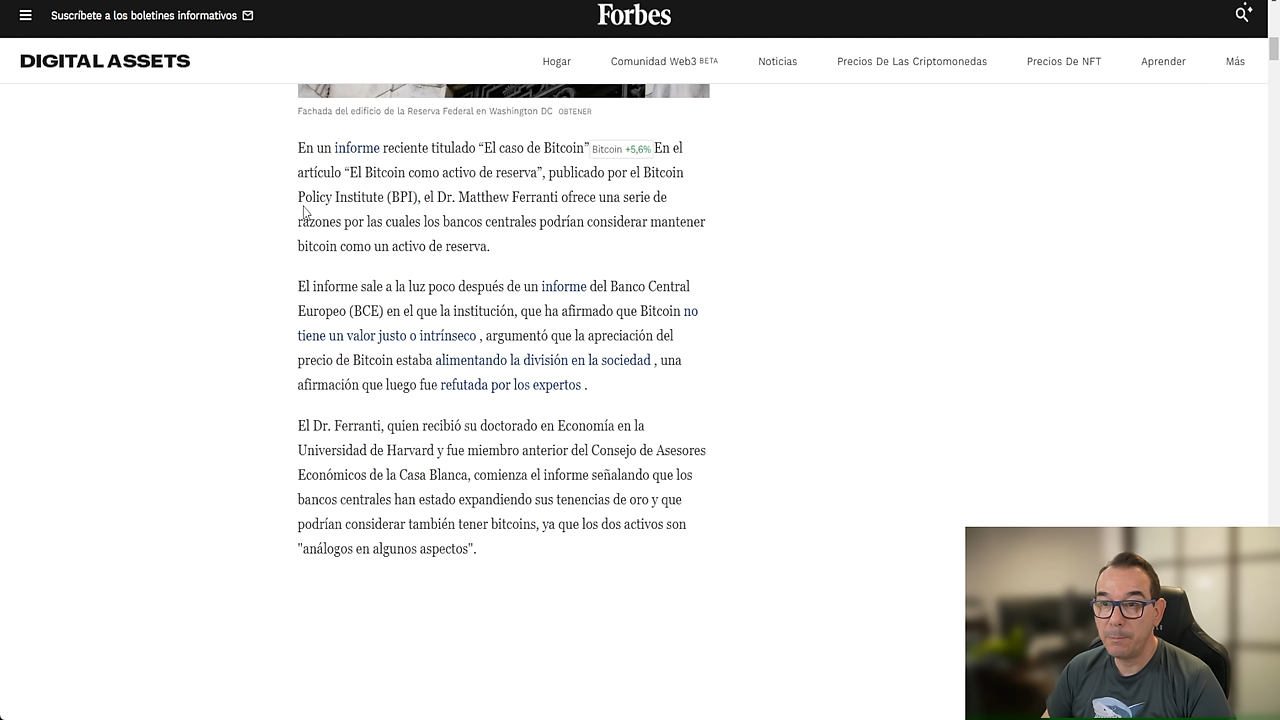 Suscríbete a los boletines informativos
Forbes
DIGITAL ASSETS
Hogar
Comunidad Web3 BETA
Noticias
Precios De Las Criptomonedas
Precios De NFT
Aprender
Más
Fachada del edificio de la Reserva Federal en Washington DC OBTENER
En un informe reciente titulado “El caso de Bitcoin” Bitcoin +5,6% En el
artículo “El Bitcoin como activo de reserva”, publicado por el Bitcoin
Policy Institute (BPI), el Dr. Matthew Ferranti ofrece una serie de
razones por las cuales los bancos centrales podrían considerar mantener
bitcoin como un activo de reserva.
El informe sale a la luz poco después de un informe del Banco Central
Europeo (BCE) en el que la institución, que ha afirmado que Bitcoin no
tiene un valor justo o intrínseco , argumentó que la apreciación del
precio de Bitcoin estaba alimentando la división en la sociedad , una
afirmación que luego fue refutada por los expertos .
El Dr. Ferranti, quien recibió su doctorado en Economía en la
Universidad de Harvard y fue miembro anterior del Consejo de Asesores
Económicos de la Casa Blanca, comienza el informe señalando que los
bancos centrales han estado expandiendo sus tenencias de oro y que
podrían considerar también tener bitcoins, ya que los dos activos son
"análogos en algunos aspectos".